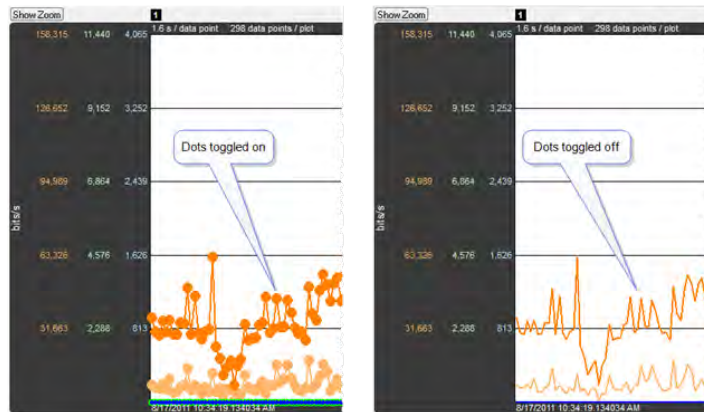 Show Zoom
1
1.6 s / data point 298 data points / plot
158,315 11,440 4,065
126,652 9,152 3,252
Dots toggled on
94,989 6,864 2,439
bits/s
63,326 4,576 1,626
31,663 2,288 813
8/17/2011 10:34:19.134034 AM
Show Zoom
1
1.6 s / data point 298 data points / plot
158,315 11,440 4,065
126,652 9,152 3,252
Dots toggled off
94,989 6,864 2,439
bits/s
63,326 4,576 1,626
31,663 2,288 813
8/17/2011 10:34:19.134034 AM